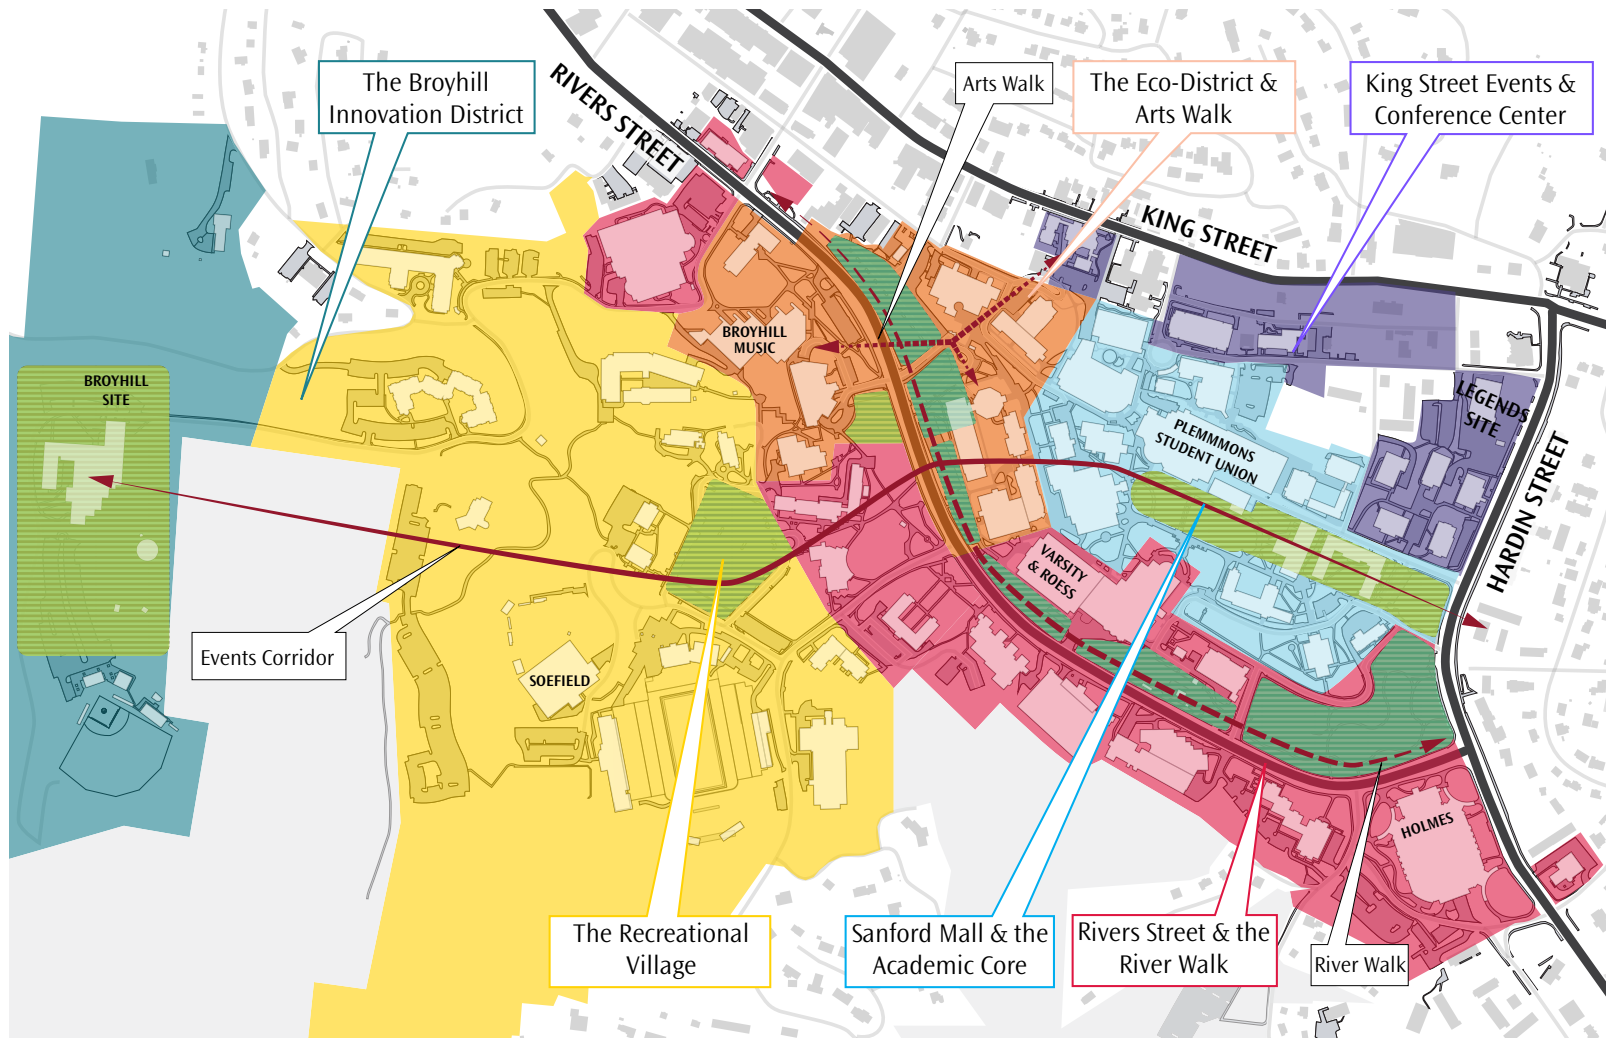 The Broyhill
Innovation District
RIVERS STREET
Arts Walk
The Eco-District &
Arts Walk
King Street Events &
Conference Center
KING STREET
BROYHILL
MUSIC
BROYHILL
SITE
LEGENDS
SITE
PLEMMMONS
STUDENT UNION
HARDIN STREET
VARSITY
& ROESS
Events Corridor
SOEFIELD
HOLMES
The Recreational
Village
Sanford Mall & the
Academic Core
Rivers Street & the
River Walk
River Walk